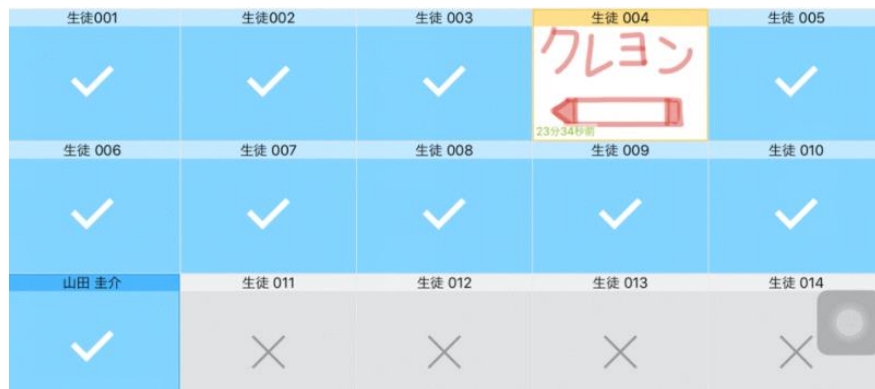 生徒001 生徒002 生徒 003 生徒 004 生徒 005
クレヨン
23分34秒前
生徒 006 生徒 007 生徒 008 生徒 009 生徒 010
山田 圭介 生徒 011 生徒 012 生徒 013 生徒 014